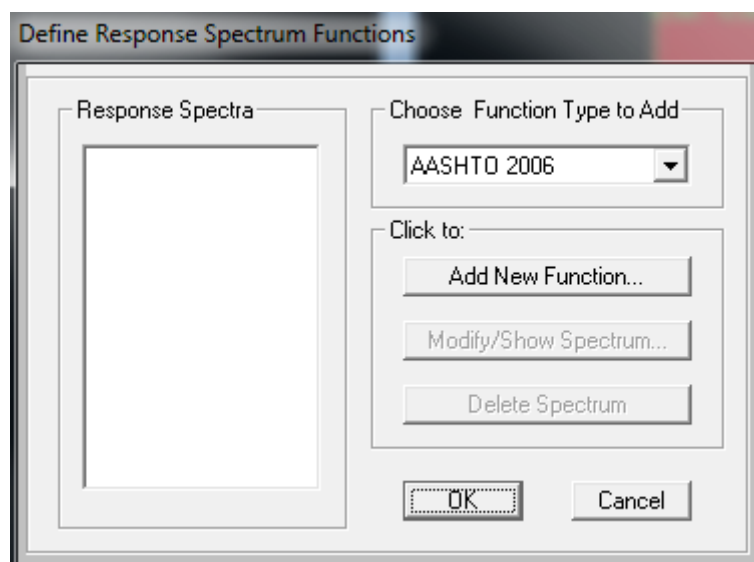 Define Response Spectrum Functions
Response Spectra
Choose Function Type to Add
AASHTO 2006
Click to:
Add New Function...
Modify/Show Spectrum...
Delete Spectrum
OK
Cancel